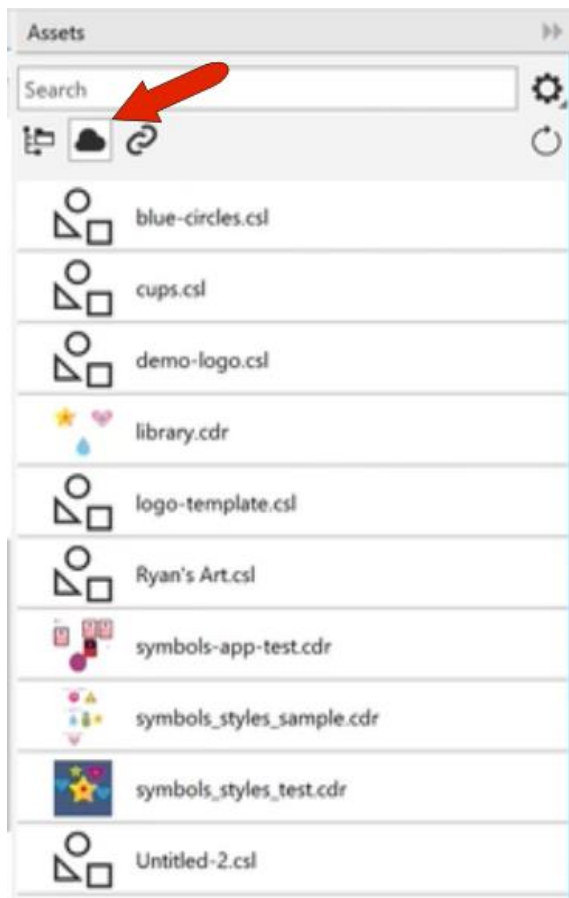 Assets
Search
blue-circles.csl
cups.csl
demo-logo.csl
library.cdr
logo-template.csl
Ryan's Art.csl
symbols-app-test.cdr
symbols_styles_sample.cdr
symbols_styles_test.cdr
Untitled-2.csl